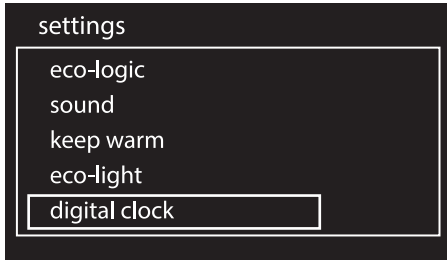 settings
eco-logic
sound
keep warm
eco-light
digital clock